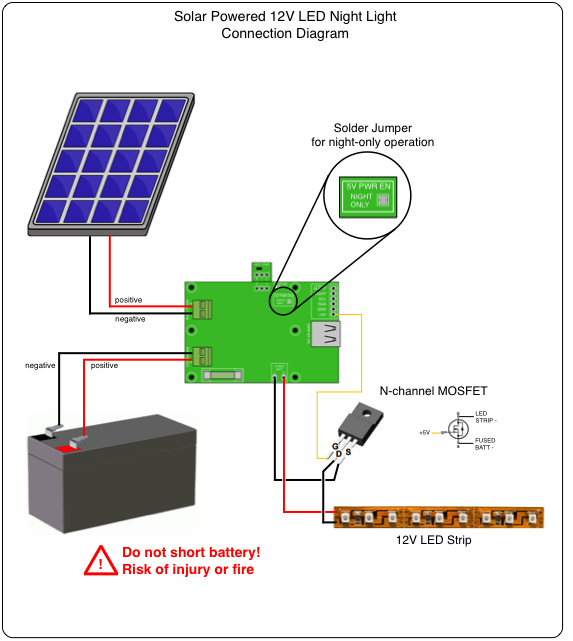 Solar Powered 12V LED Night Light
Connection Diagram
Solder Jumper
for night-only operation
5V PWR EN
NIGHT
ONLY
positive
negative
negative
positive
N-channel MOSFET
G
D
S
+5V
LED
STRIP -
FUSED
BATT -
12V LED Strip
!
Do not short battery!
Risk of injury or fire